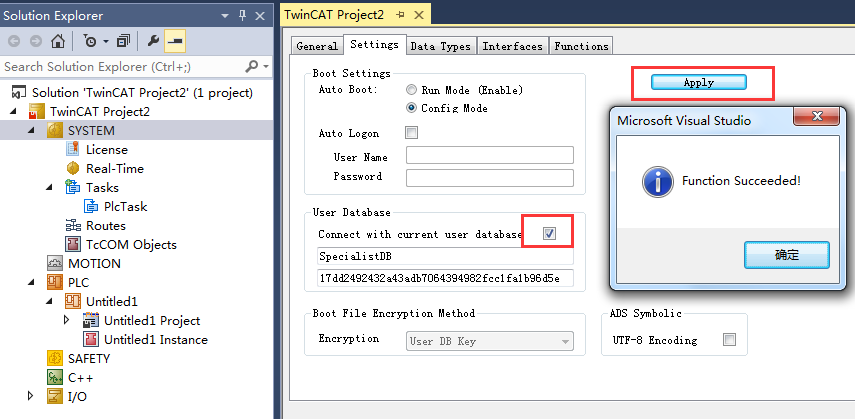 Solution Explorer
Search Solution Explorer (Ctrl+;)
Solution 'TwinCAT Project2' (1 project)
TwinCAT Project2
SYSTEM
License
Real-Time
Tasks
PlcTask
Routes
TcCOM Objects
MOTION
PLC
Untitled1
Untitled1 Project
Untitled1 Instance
SAFETY
C++
I/O
TwinCAT Project2
General Settings Data Types Interfaces Functions
Boot Settings
Auto Boot: Run Mode (Enable)
Config Mode
Auto Logon
User Name
Password
Apply
Microsoft Visual Studio
Function Succeeded!
确定
User Database
Connect with current user database
SpecialistDB
17dd2492432a43adb7064394982fcc1fa1b96d5e
Boot File Encryption Method
Encryption User DB Key
ADS Symbolic
UTF-8 Encoding